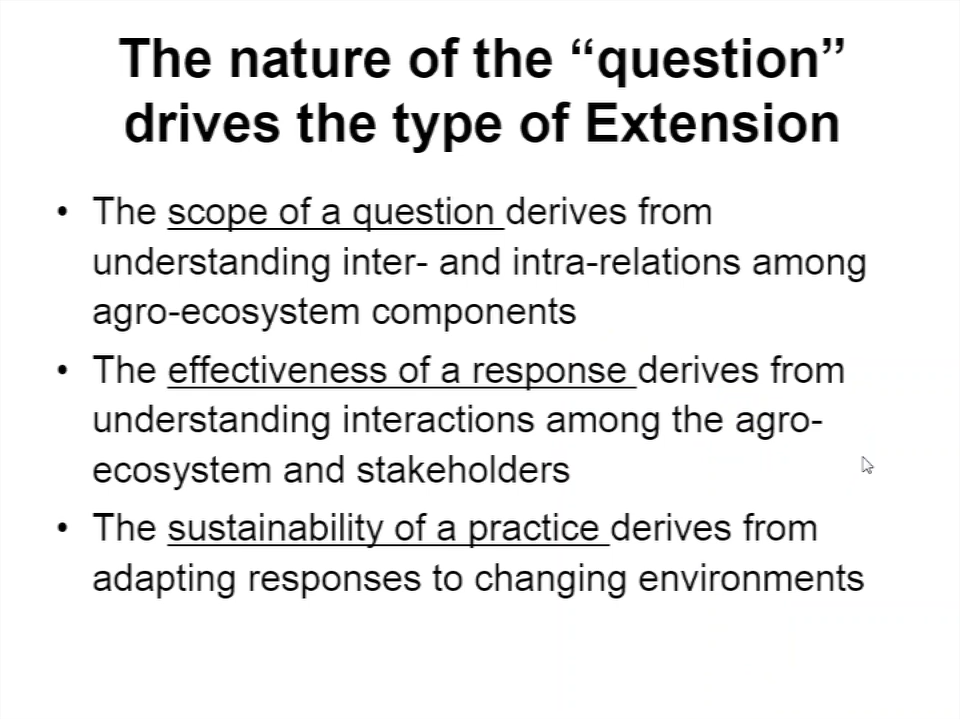 The nature of the “question”
drives the type of Extension
• The scope of a question derives from
understanding inter- and intra-relations among
agro-ecosystem components
• The effectiveness of a response derives from
understanding interactions among the agro-
ecosystem and stakeholders
• The sustainability of a practice derives from
adapting responses to changing environments